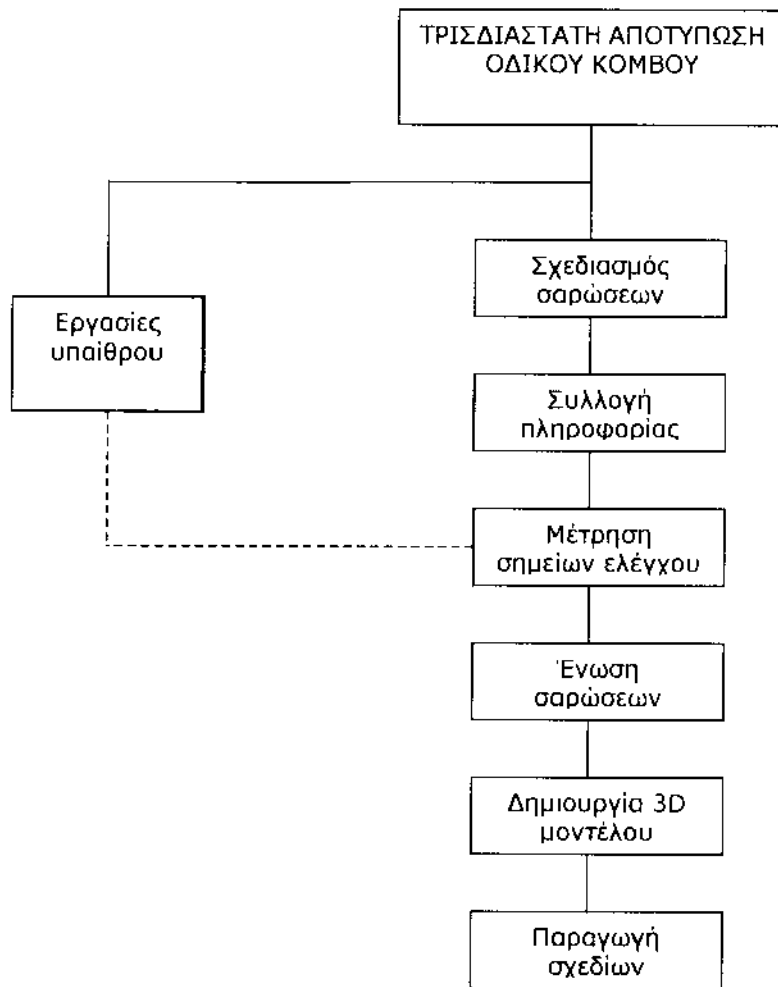 ΤΡΙΣΔΙΑΣΤΑΤΗ ΑΠΟΤΥΠΩΣΗ
ΟΔΙΚΟΥ ΚΟΜΒΟΥ
Σχεδιασμός
σαρώσεων
Εργασίες
υπαίθρου
Συλλογή
πληροφορίας
Μέτρηση
σημείων ελέγχου
Ένωση
σαρώσεων
Δημιουργία 3D
μοντέλου
Παραγωγή
σχεδίων